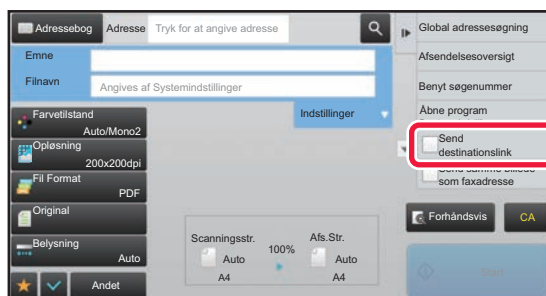 Adressebog
Adresse
Tryk for at angive adresse
Emne
Filnavn
Angives af Systemindstillinger
Indstillinger
Farvetilstand
Auto/Mono2
Opløsning
200x200dpi
Fil Format
PDF
Original
Belysning
Auto
Andet
Scanningsstr.
Auto
A4
100%
Afs.Str.
Auto
A4
Global adressesøgning
Afsendelsesoversigt
Benyt søgenummer
Åbne program
Send
destinationslink
Send samme billede
som faxadresse
Forhåndsvis
CA
Start